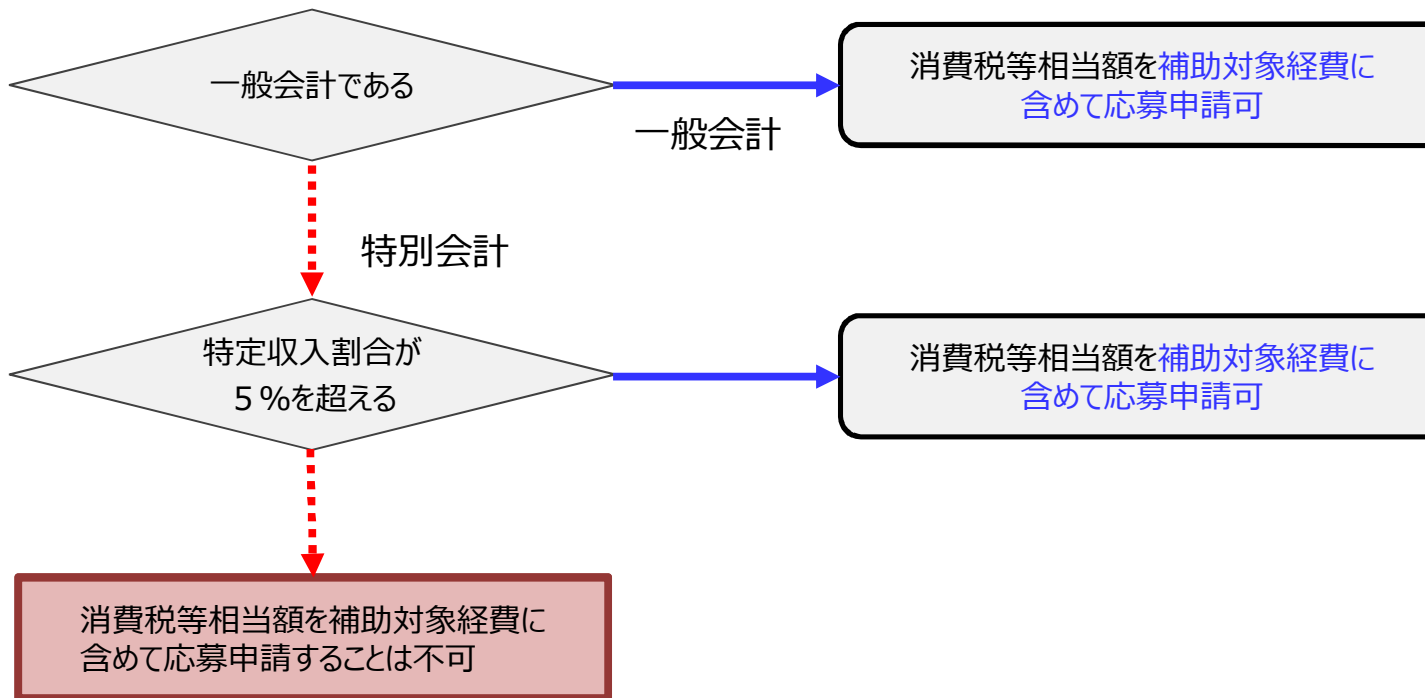 一般会計である
消費税等相当額を補助対象経費に
含めて応募申請可
一般会計
特別会計
特定収入割合が
5%を超える
消費税等相当額を補助対象経費に
含めて応募申請可
消費税等相当額を補助対象経費に
含めて応募申請することは不可